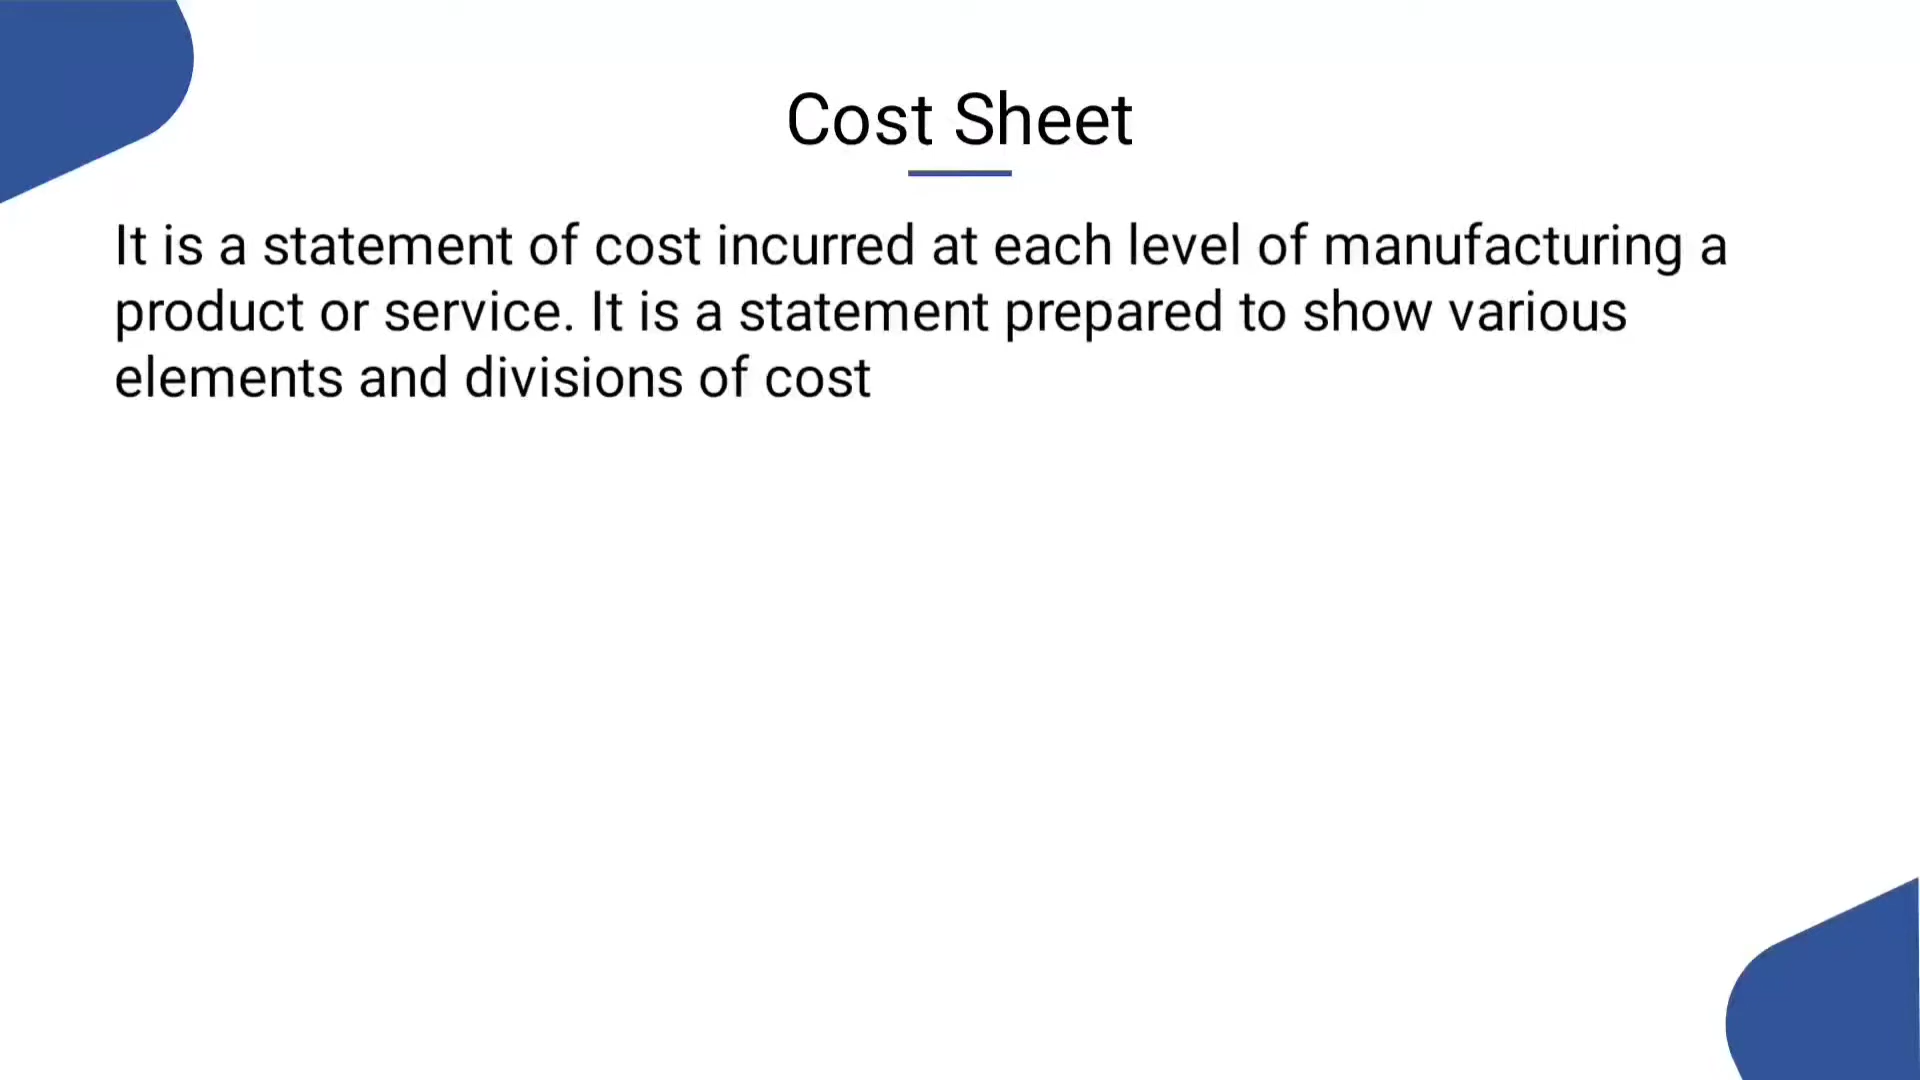 Cost Sheet
It is a statement of cost incurred at each level of manufacturing a
product or service. It is a statement prepared to show various
elements and divisions of cost